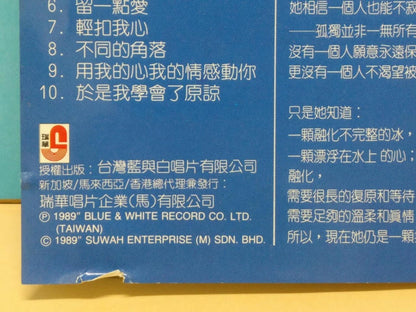 6. 留一點愛
7. 輕扣我心
8. 不同的角落
9. 用我的心我的情感動你
10. 於是我學會了原諒
瑞華
授權出版：台灣藍與白唱片有限公司
新加坡/馬來西亞/香港總代理兼發行：
瑞華唱片企業(馬)有限公司
Ⓟ 1989" BLUE & WHITE RECORD CO. LTD.
(TAIWAN)
© 1989" SUWAH ENTERPRISE (M) SDN. BHD.
她相信一個人也能不寂
——孤獨並非一無所有
沒有一個人願意永遠保
更沒有一個人不渴望被
只是她知道：
一顆融化不完整的冰，
一顆漂浮在水上的心；
融化，
需要很長的復原和等待
需要足夠的溫柔和真情
所以，現在她仍是一顆